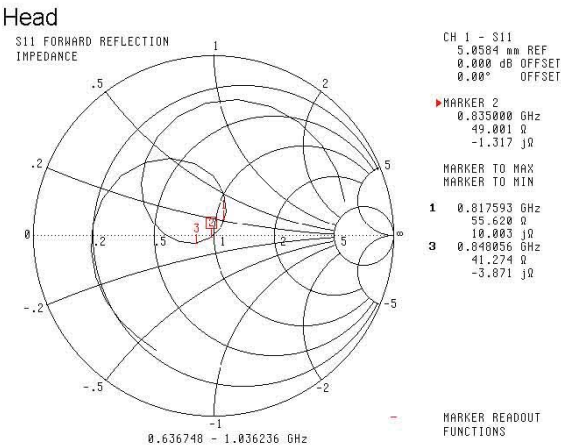 Head
S11 FORWARD REFLECTION
IMPEDANCE
CH 1 - S11
5.0584 mm REF
0.000 dB OFFSET
0.00° OFFSET
▶MARKER 2
0.835000 GHz
49.001 Ω
-1.317 jΩ
MARKER TO MAX
MARKER TO MIN
1 0.817593 GHz
55.620 Ω
10.003 jΩ
3 0.848056 GHz
41.274 Ω
-3.871 jΩ
1
.5
2
.2
5
3
2
0
.2
.5
1
2
5
∞
-.2
-5
-.5
-2
-1
0.636748 - 1.036236 GHz
MARKER READOUT
FUNCTIONS